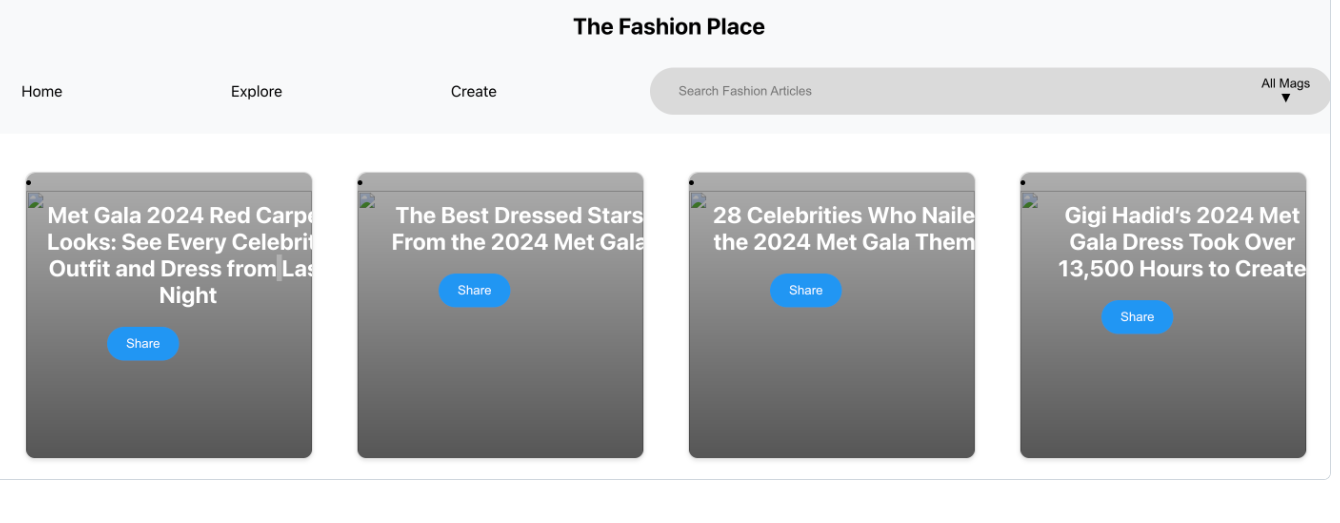 The Fashion Place
Home
Explore
Create
Search Fashion Articles
All Mags
▼
Met Gala 2024 Red Carpe
Looks: See Every Celebrit
Outfit and Dress from Las
Night
Share
The Best Dressed Stars
From the 2024 Met Gala
Share
28 Celebrities Who Naile
the 2024 Met Gala Them
Share
Gigi Hadid’s 2024 Met
Gala Dress Took Over
13,500 Hours to Create
Share